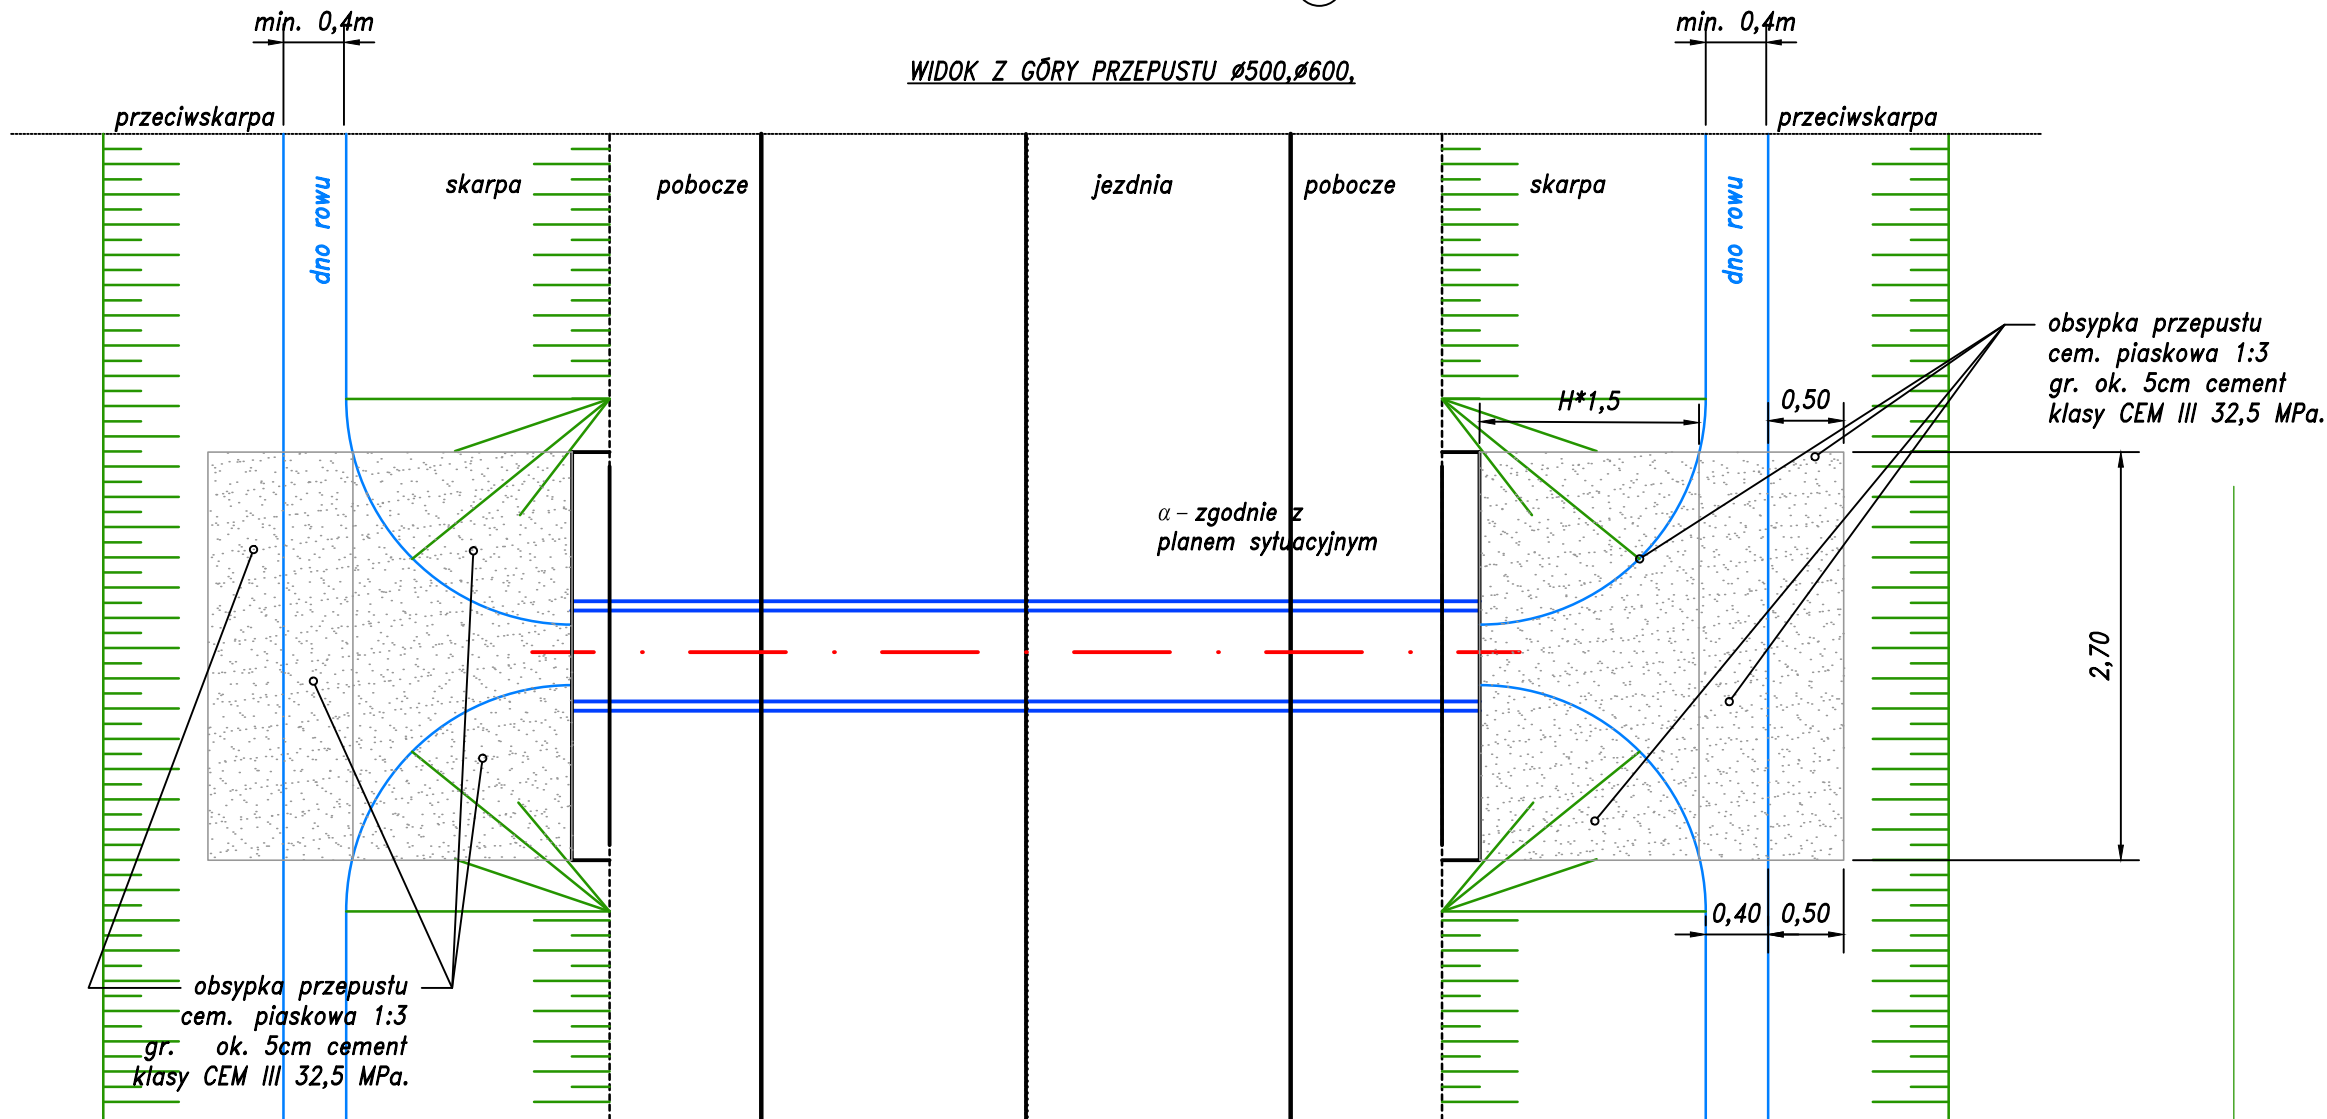 min. 0,4m
min. 0,4m
WIDOK Z GÓRY PRZEPUSTU ø500,ø600,
przeciwskarpa
przeciwskarpa
skarpa
pobocze
jezdnia
pobocze
skarpa
dno rowu
dno rowu
obsypka przepustu
cem. piaskowa 1:3
gr. ok. 5cm cement
klasy CEM III 32,5 MPa.
H*1,5
0,50
α - zgodnie z
planem sytuacyjnym
2,70
0,40
0,50
obsypka przepustu
cem. piaskowa 1:3
gr. ok. 5cm cement
klasy CEM III 32,5 MPa.